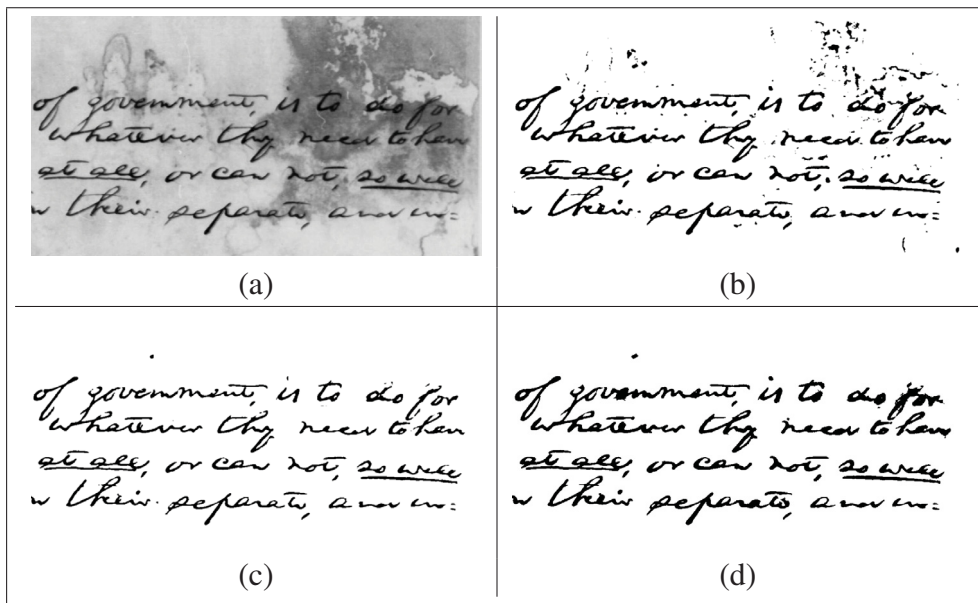 of government, is to do for
whatever they need to have
at all, or can not, so well
their separate, and in=
(a)
of government, is to do for
whatever they need to have
at all, or can not, so well
their separate, and in=
(b)
of government, is to do for
whatever they need to have
at all, or can not, so well
their separate, and in=
(c)
of government, is to do for
whatever they need to have
at all, or can not, so well
their separate, and in=
(d)